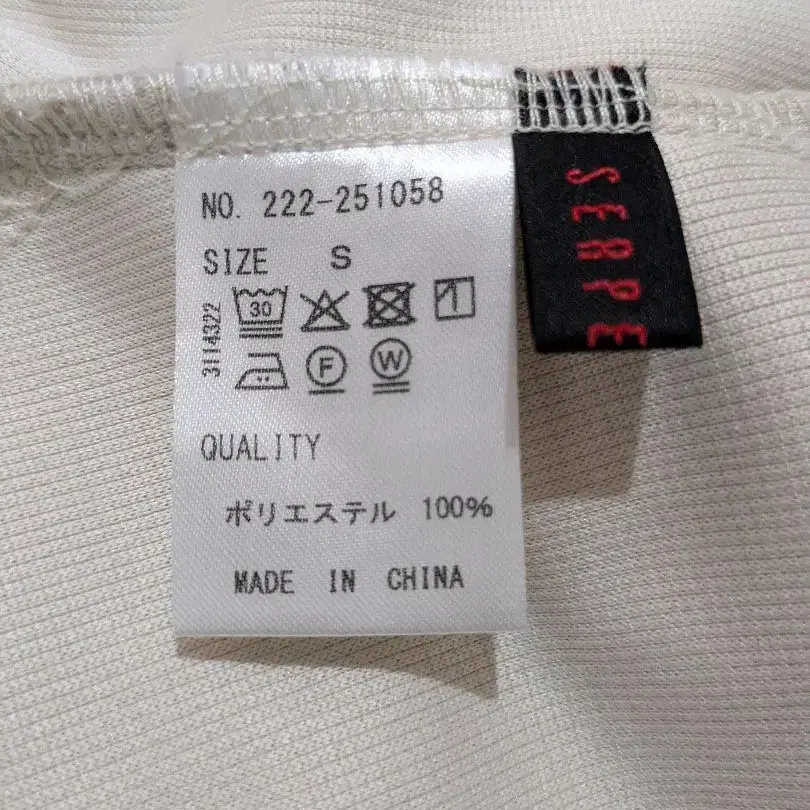 NO. 222-251058
SIZE S
3114322
30
F W
QUALITY
ポリエステル 100%
MADE IN CHINA
SERPE